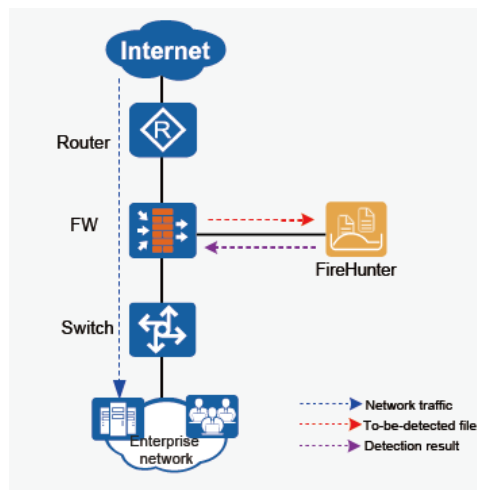 Internet
R
Router
FW
FireHunter
Switch
Enterprise
network
Network traffic
To-be-detected file
Detection result